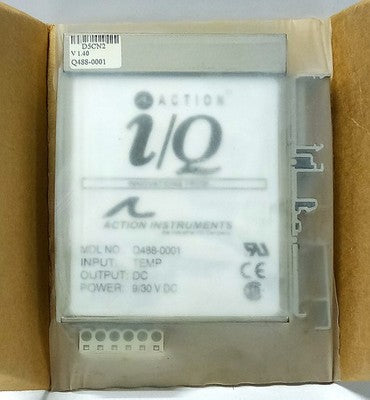 D5CN2
V 1.40
Q488-0001
ACTION
i/Q
ACTION INSTRUMENTS
MDL NO: Q488-0001
INPUT: TEMP
OUTPUT: DC
POWER: 9/30 V DC
CE